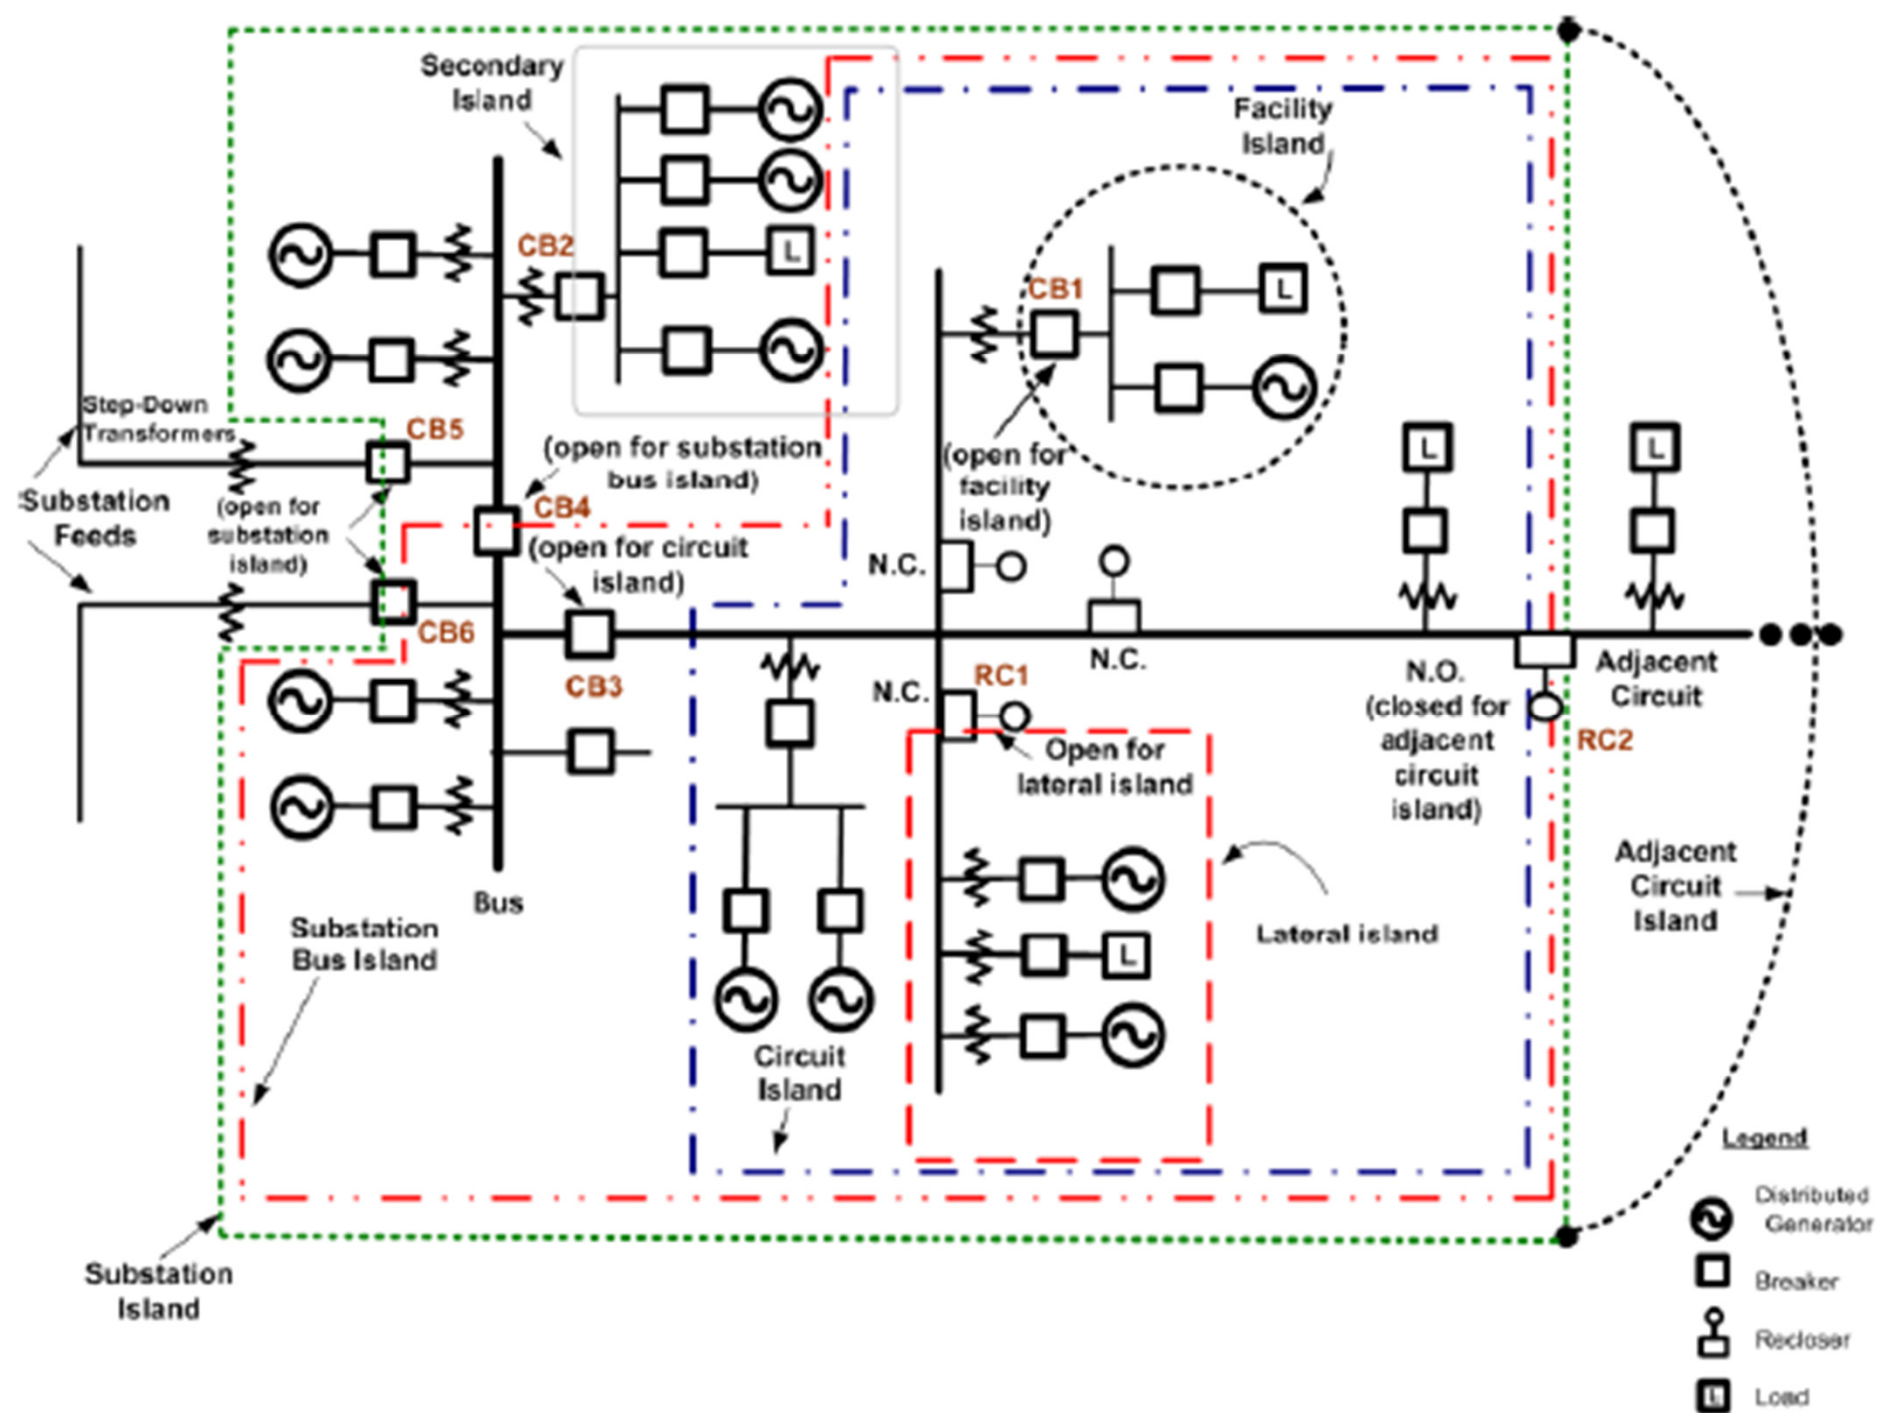 Secondary
Island
Facility
Island
CB2
L
CB1
L
Step-Down
Transformers
CB5
(open for substation
bus island)
CB4
Substation
Feeds
(open for
substation
island)
(open for circuit
island)
(open for
facility
island)
L
L
N.C.
CB6
CB3
N.C.
N.C.
RC1
N.O.
(closed for
adjacent
circuit
island)
Adjacent
Circuit
RC2
Open for
lateral island
Bus
Substation
Bus Island
L
Lateral island
Adjacent
Circuit
Island
Circuit
Island
Substation
Island
Legend
Distributed
Generator
Breaker
Recloser
L
Load